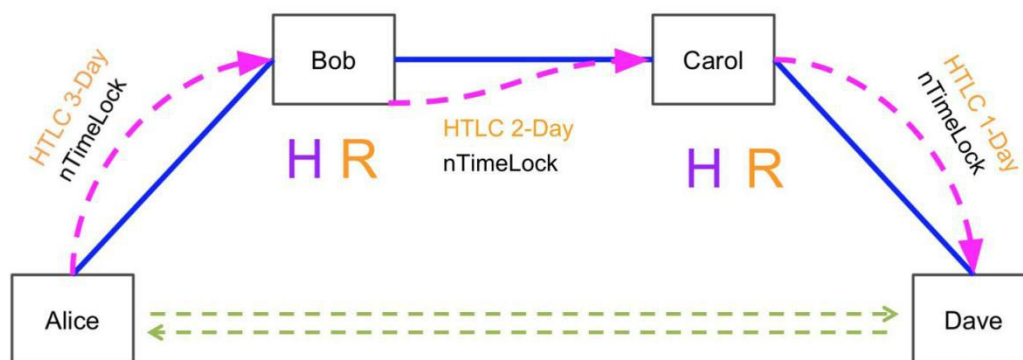 Bob
Carol
HTLC 3-Day
nTimeLock
HTLC 2-Day
nTimeLock
HTLC 1-Day
nTimeLock
H R
H R
Alice
Dave